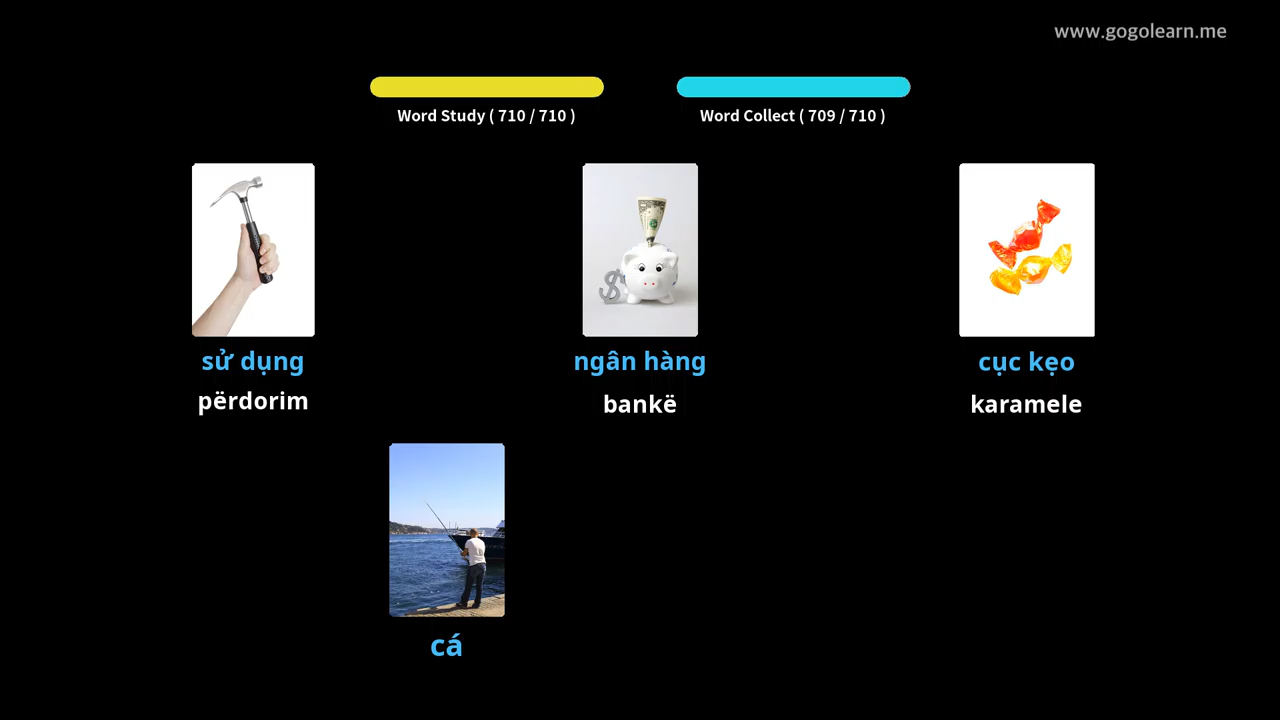 www.gogolearn.me
Word Study ( 710 / 710 )
Word Collect ( 709 / 710 )
sử dụng
përdorim
ngân hàng
bankë
cục kẹo
karamele
cá